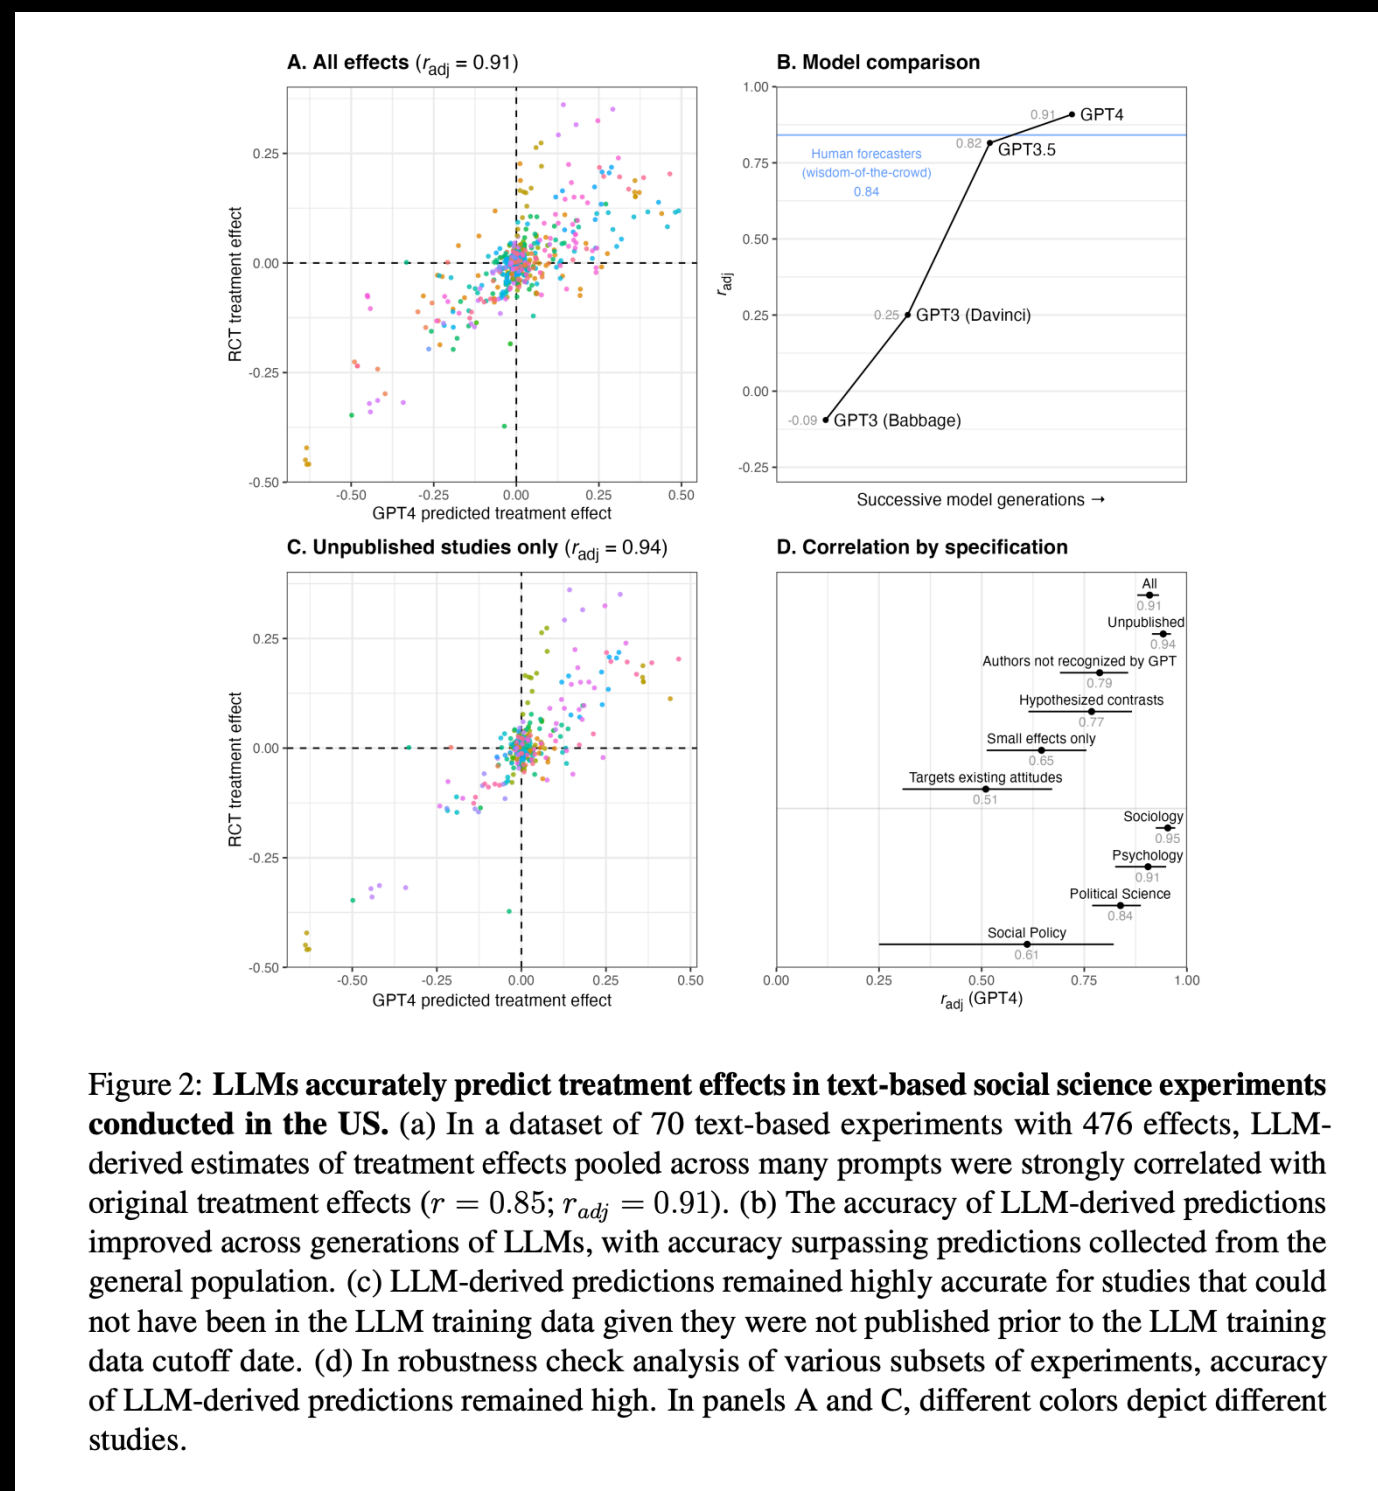 A. All effects (radj = 0.91)
0.25
0.00
-0.25
-0.50
RCT treatment effect
-0.50 -0.25 0.00 0.25 0.50
GPT4 predicted treatment effect
B. Model comparison
1.00
0.75
0.50
0.25
0.00
-0.25
radj
0.91 GPT4
0.82 GPT3.5
Human forecasters
(wisdom-of-the-crowd)
0.84
0.25 GPT3 (Davinci)
-0.09 GPT3 (Babbage)
Successive model generations →
C. Unpublished studies only (radj = 0.94)
0.25
0.00
-0.25
-0.50
RCT treatment effect
-0.50 -0.25 0.00 0.25 0.50
GPT4 predicted treatment effect
D. Correlation by specification
All
0.91
Unpublished
0.94
Authors not recognized by GPT
0.79
Hypothesized contrasts
0.77
Small effects only
0.65
Targets existing attitudes
0.51
Sociology
0.95
Psychology
0.91
Political Science
0.84
Social Policy
0.61
0.00 0.25 0.50 0.75 1.00
radj (GPT4)
Figure 2: LLMs accurately predict treatment effects in text-based social science experiments
conducted in the US. (a) In a dataset of 70 text-based experiments with 476 effects, LLM-
derived estimates of treatment effects pooled across many prompts were strongly correlated with
original treatment effects (r = 0.85; radj = 0.91). (b) The accuracy of LLM-derived predictions
improved across generations of LLMs, with accuracy surpassing predictions collected from the
general population. (c) LLM-derived predictions remained highly accurate for studies that could
not have been in the LLM training data given they were not published prior to the LLM training
data cutoff date. (d) In robustness check analysis of various subsets of experiments, accuracy
of LLM-derived predictions remained high. In panels A and C, different colors depict different
studies.